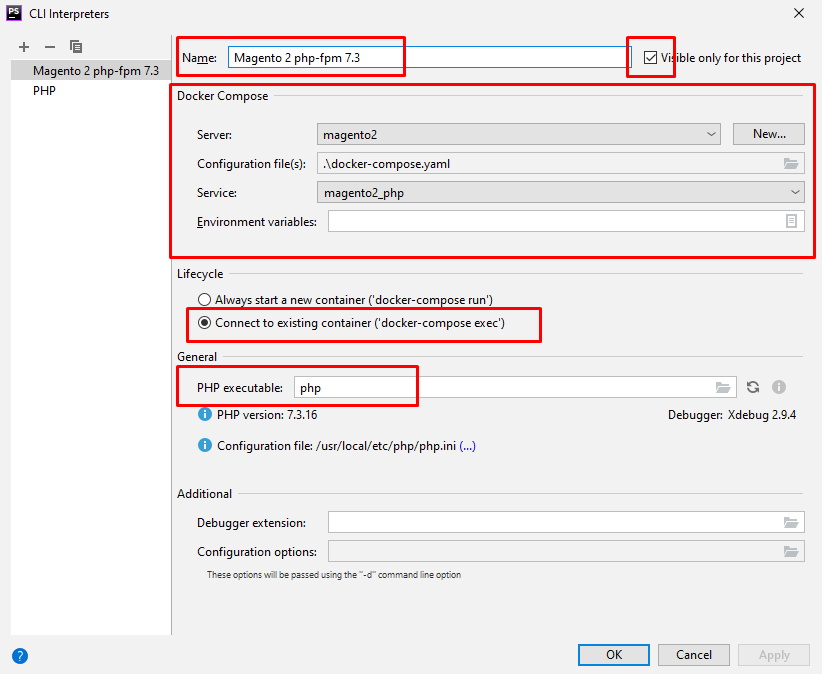 PS CLI Interpreters
Magento 2 php-fpm 7.3
PHP
Name: Magento 2 php-fpm 7.3 Visible only for this project
Docker Compose
Server: magento2 New...
Configuration file(s): .\docker-compose.yaml
Service: magento2_php
Environment variables:
Lifecycle
Always start a new container ('docker-compose run')
Connect to existing container ('docker-compose exec')
General
PHP executable: php
PHP version: 7.3.16 Debugger: Xdebug 2.9.4
Configuration file: /usr/local/etc/php/php.ini (...)
Additional
Debugger extension:
Configuration options:
These options will be passed using the "-d" command line option
? OK Cancel Apply